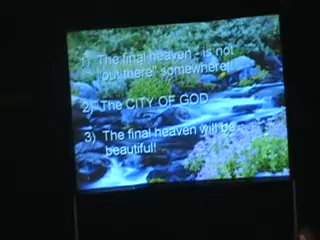 1) The final heaven - is not
"out there" somewhere!
2) The CITY OF GOD
3) The final heaven will be
beautiful!